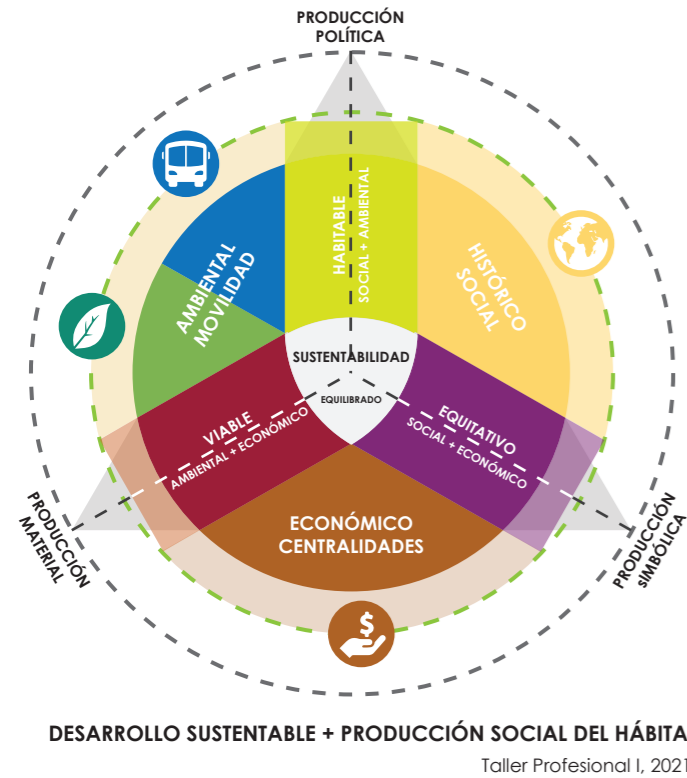 PRODUCCIÓN
POLÍTICA
HABITABLE
SOCIAL + AMBIENTAL
AMBIENTAL
MOVILIDAD
HISTÓRICO
SOCIAL
SUSTENTABILIDAD
EQUILIBRADO
VIABLE
AMBIENTAL + ECONÓMICO
EQUITATIVO
SOCIAL + ECONÓMICO
ECONÓMICO
CENTRALIDADES
PRODUCCIÓN
MATERIAL
PRODUCCIÓN
sIMBÓLICA
$
DESARROLLO SUSTENTABLE + PRODUCCIÓN SOCIAL DEL HÁBITA
Taller Profesional I, 2021